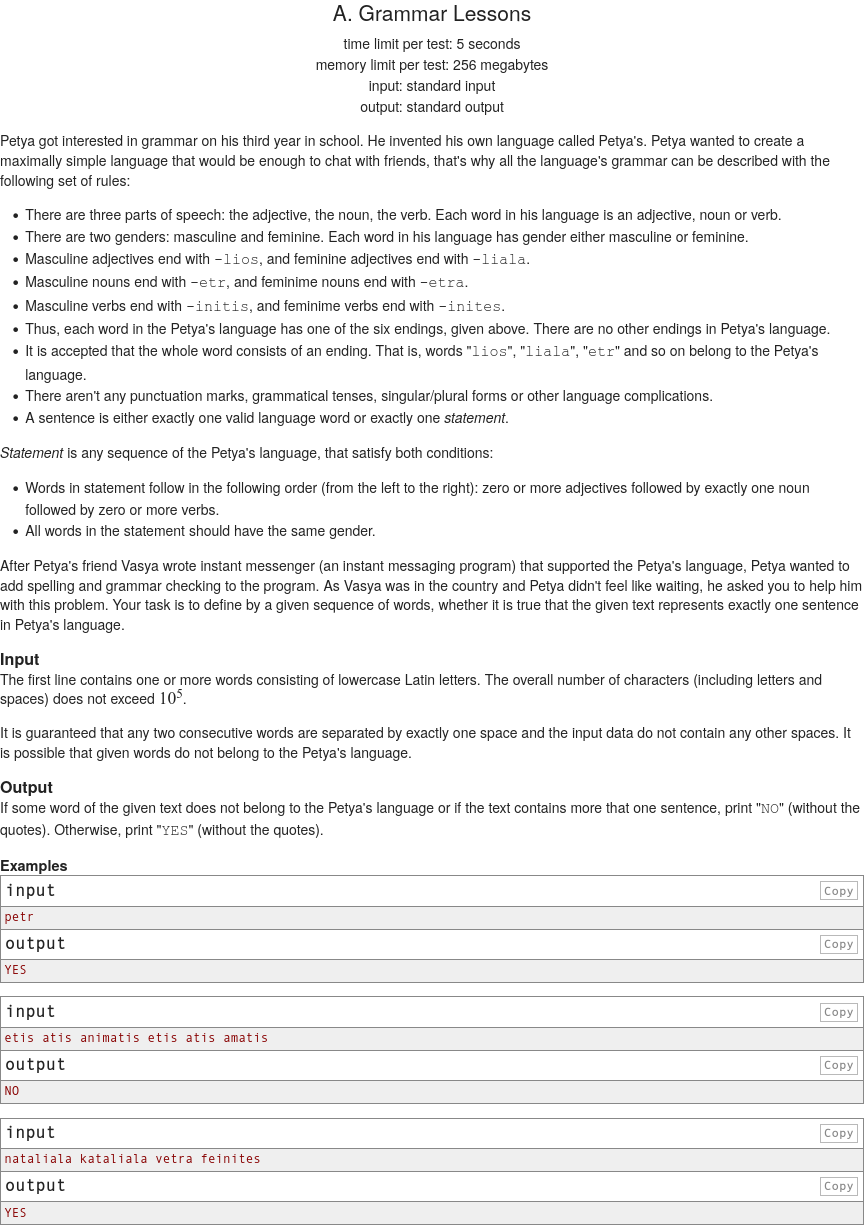 A. Grammar Lessons
time limit per test: 5 seconds
memory limit per test: 256 megabytes
input: standard input
output: standard output
Petya got interested in grammar on his third year in school. He invented his own language called Petya's. Petya wanted to create a
maximally simple language that would be enough to chat with friends, that's why all the language's grammar can be described with the
following set of rules:
• There are three parts of speech: the adjective, the noun, the verb. Each word in his language is an adjective, noun or verb.
• There are two genders: masculine and feminine. Each word in his language has gender either masculine or feminine.
• Masculine adjectives end with -lios, and feminine adjectives end with -liala.
• Masculine nouns end with -etr, and feminime nouns end with -etra.
• Masculine verbs end with -initis, and feminime verbs end with -inites.
• Thus, each word in the Petya's language has one of the six endings, given above. There are no other endings in Petya's language.
• It is accepted that the whole word consists of an ending. That is, words "lios", "liala", "etr" and so on belong to the Petya's
language.
• There aren't any punctuation marks, grammatical tenses, singular/plural forms or other language complications.
• A sentence is either exactly one valid language word or exactly one statement.
Statement is any sequence of the Petya's language, that satisfy both conditions:
• Words in statement follow in the following order (from the left to the right): zero or more adjectives followed by exactly one noun
followed by zero or more verbs.
• All words in the statement should have the same gender.
After Petya's friend Vasya wrote instant messenger (an instant messaging program) that supported the Petya's language, Petya wanted to
add spelling and grammar checking to the program. As Vasya was in the country and Petya didn't feel like waiting, he asked you to help him
with this problem. Your task is to define by a given sequence of words, whether it is true that the given text represents exactly one sentence
in Petya's language.
Input
The first line contains one or more words consisting of lowercase Latin letters. The overall number of characters (including letters and
spaces) does not exceed 10⁵.
It is guaranteed that any two consecutive words are separated by exactly one space and the input data do not contain any other spaces. It
is possible that given words do not belong to the Petya's language.
Output
If some word of the given text does not belong to the Petya's language or if the text contains more that one sentence, print "NO" (without the
quotes). Otherwise, print "YES" (without the quotes).
Examples
input Copy
petr
output Copy
YES
input Copy
etis atis animatis etis atis amatis
output Copy
NO
input Copy
nataliala kataliala vetra feinites
output Copy
YES